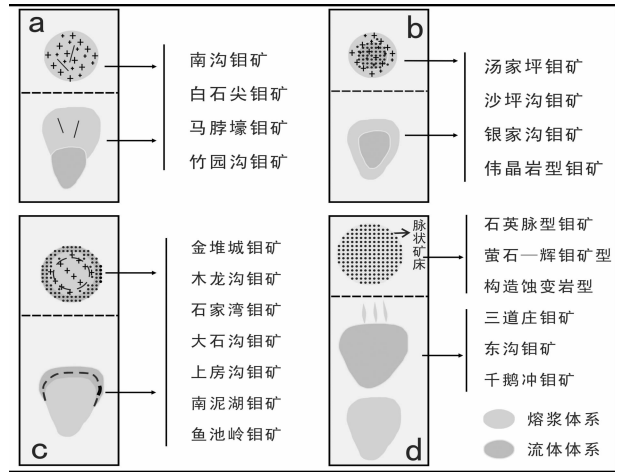 a
南沟钼矿
白石尖钼矿
马脖壕钼矿
竹园沟钼矿
b
汤家坪钼矿
沙坪沟钼矿
银家沟钼矿
伟晶岩型钼矿
c
金堆城钼矿
木龙沟钼矿
石家湾钼矿
大石沟钼矿
上房沟钼矿
南泥湖钼矿
鱼池岭钼矿
d
脉状矿床
石英脉型钼矿
萤石—辉钼矿型
构造蚀变岩型
三道庄钼矿
东沟钼矿
千鹅冲钼矿
熔浆体系
流体体系